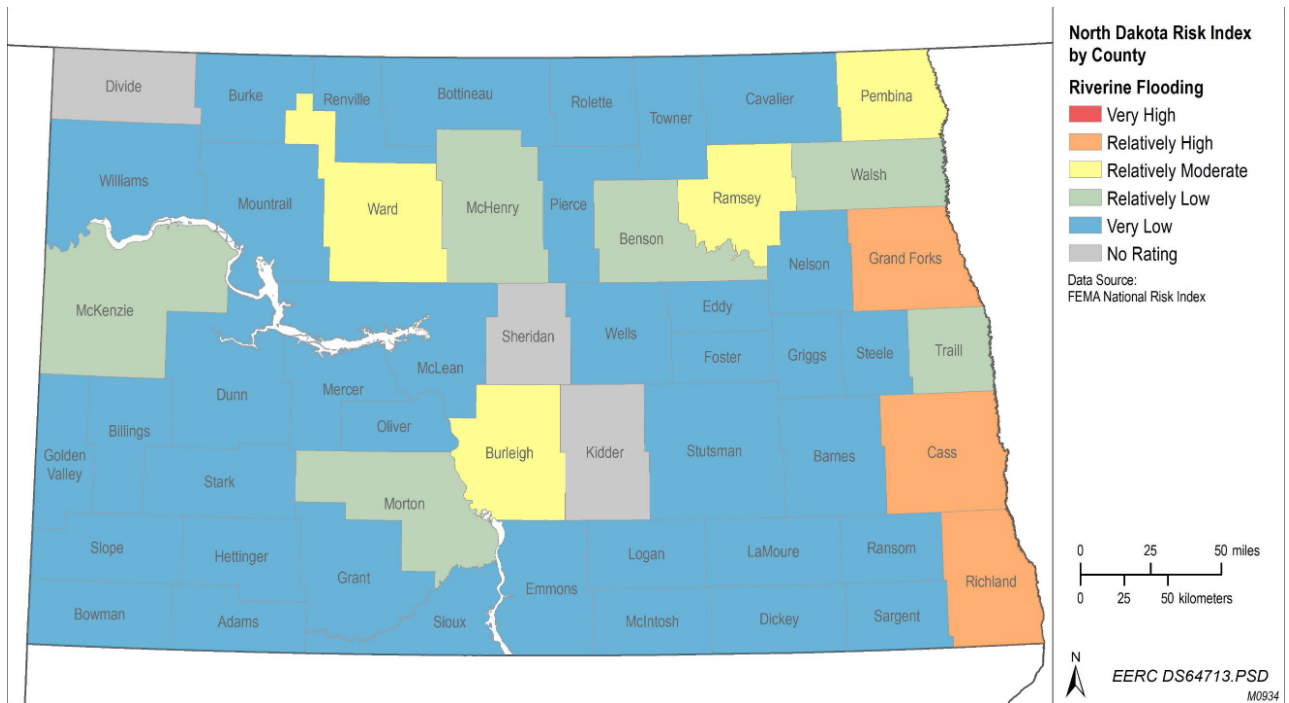 North Dakota Risk Index
by County
Riverine Flooding
Very High
Relatively High
Relatively Moderate
Relatively Low
Very Low
No Rating
Data Source:
FEMA National Risk Index
Divide
Burke
Renville
Bottineau
Rolette
Towner
Cavalier
Pembina
Williams
Mountrail
Ward
McHenry
Pierce
Benson
Ramsey
Walsh
Nelson
Grand Forks
McKenzie
Sheridan
Wells
Eddy
Foster
Griggs
Steele
Traill
Dunn
Mercer
McLean
Oliver
Billings
Golden
Valley
Stark
Burleigh
Kidder
Stutsman
Barnes
Cass
Morton
Slope
Hettinger
Grant
Emmons
Logan
LaMoure
Ransom
Richland
Bowman
Adams
Sioux
McIntosh
Dickey
Sargent
0 25 50 miles
0 25 50 kilometers
N
EERC DS64713.PSD
M0934